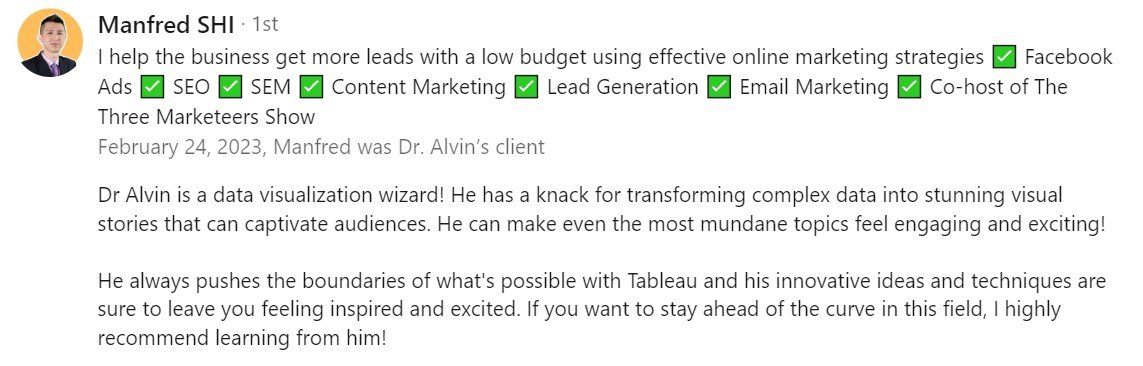 Manfred SHI · 1st
I help the business get more leads with a low budget using effective online marketing strategies ✅ Facebook
Ads ✅ SEO ✅ SEM ✅ Content Marketing ✅ Lead Generation ✅ Email Marketing ✅ Co-host of The
Three Marketeers Show
February 24, 2023, Manfred was Dr. Alvin’s client
Dr Alvin is a data visualization wizard! He has a knack for transforming complex data into stunning visual
stories that can captivate audiences. He can make even the most mundane topics feel engaging and exciting!
He always pushes the boundaries of what's possible with Tableau and his innovative ideas and techniques are
sure to leave you feeling inspired and excited. If you want to stay ahead of the curve in this field, I highly
recommend learning from him!